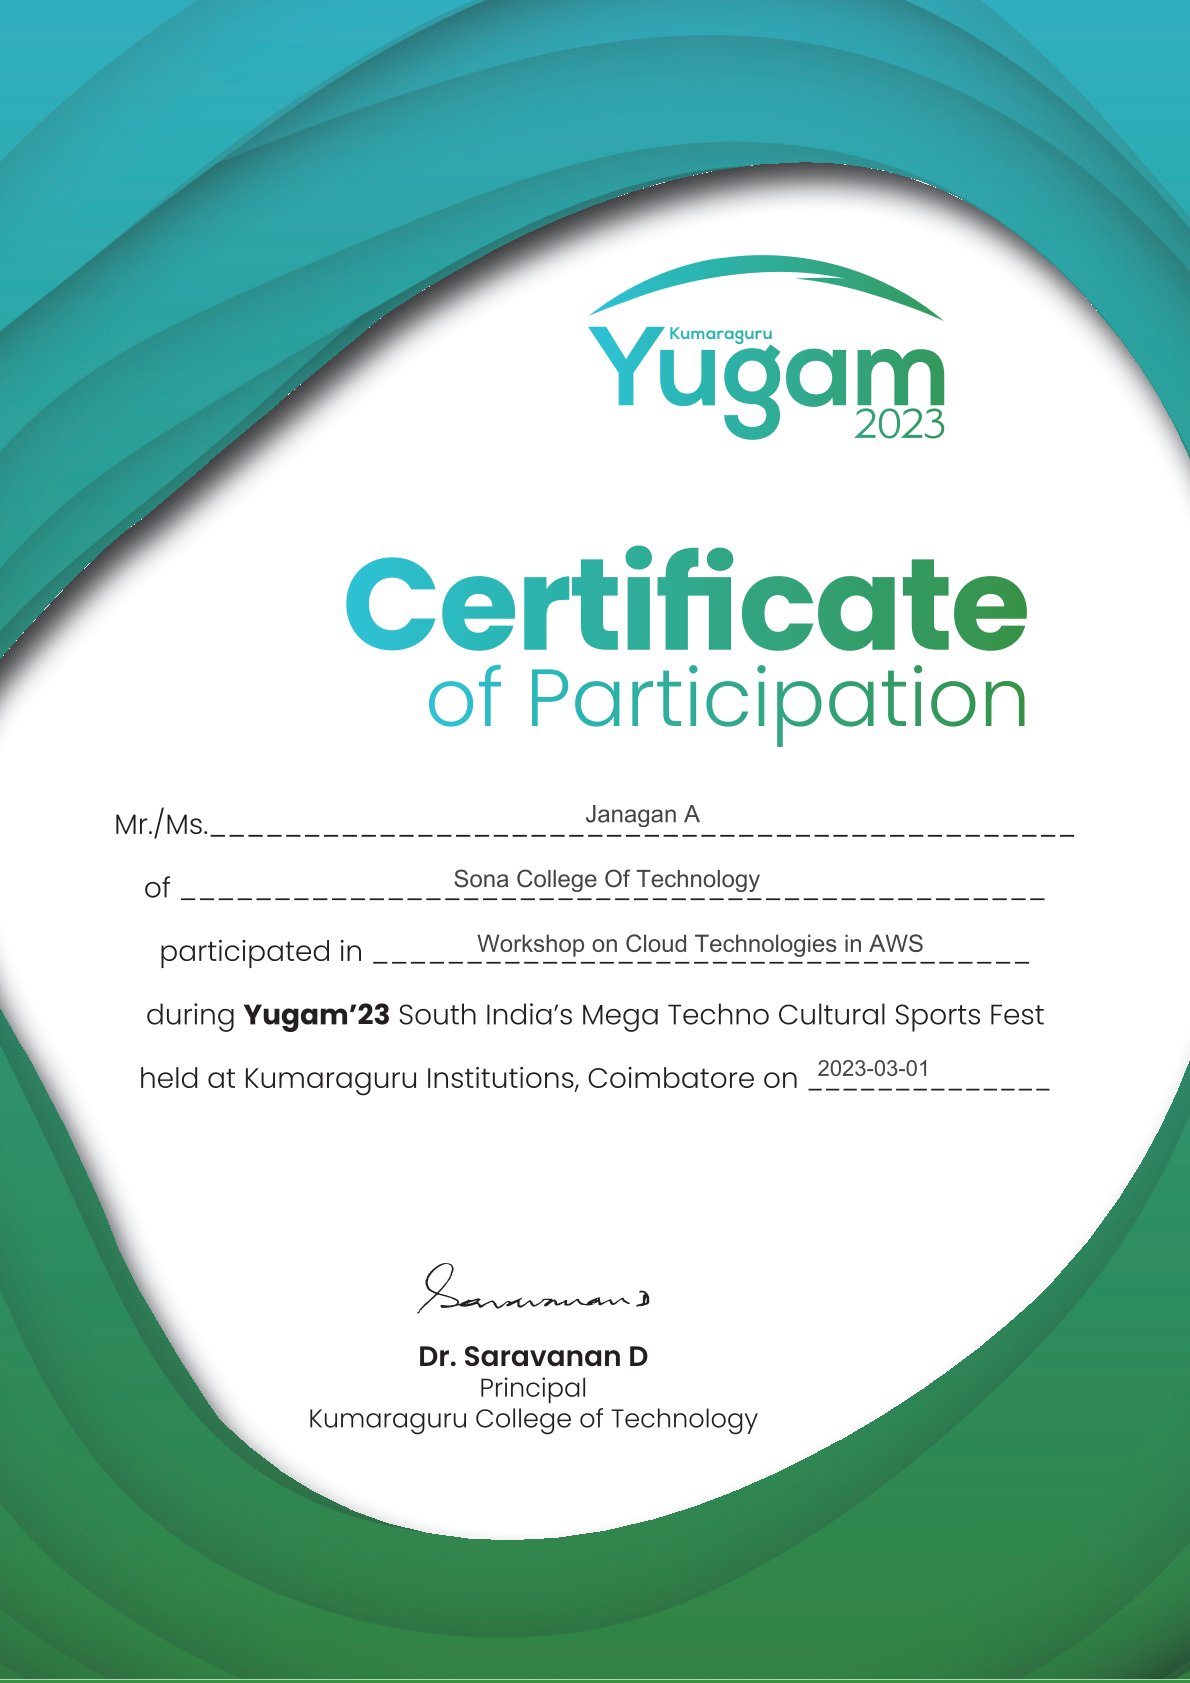 Kumaraguru
Yugam
2023
Certificate
of Participation
Mr./Ms. Janagan A
of Sona College Of Technology
participated in Workshop on Cloud Technologies in AWS
during Yugam’23 South India’s Mega Techno Cultural Sports Fest
held at Kumaraguru Institutions, Coimbatore on 2023-03-01
Saravanan D
Dr. Saravanan D
Principal
Kumaraguru College of Technology